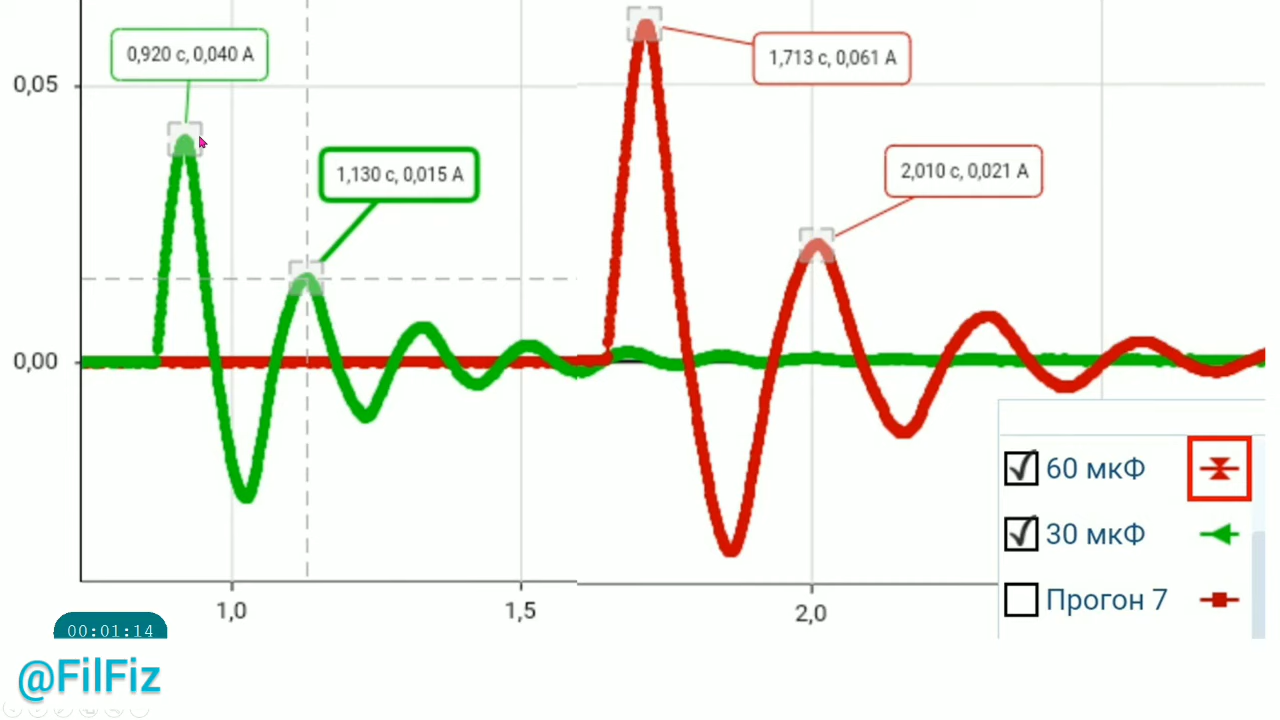 0,920 с, 0,040 А
1,713 с, 0,061 А
0,05
1,130 с, 0,015 А
2,010 с, 0,021 А
0,00
60 мкФ
30 мкФ
Прогон 7
1,0
1,5
2,0
00:01:14
@FilFiz